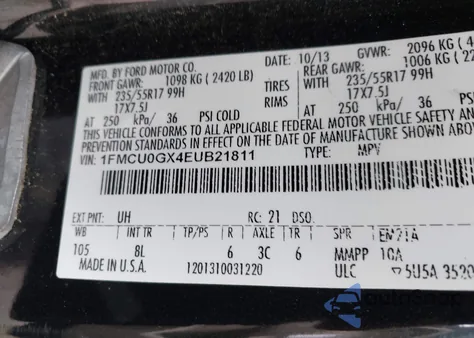 MFD. BY FORD MOTOR CO.
10/13 GVWR: 2096 KG
FRONT GAWR: 1098 KG (2420 LB) REAR GAWR: 1006 KG
WITH 235/55R17 99H TIRES WITH 235/55R17 99H
17X7.5J RIMS 17X7.5J
AT 250 kPa/ 36 PSI COLD AT 250 kPa/ 36 PSI
THIS VEHICLE CONFORMS TO ALL APPLICABLE FEDERAL MOTOR VEHICLE
STANDARDS IN EFFECT ON THE DATE OF MANUFACTURE SHOWN ABOVE
VIN: 1FMCU0GX4EUB21811
TYPE: MPV
EXT PNT: UH RC: 21 DSO:
WB INT TR TP/PS R AXLE TR SPR
105 8L 6 3C 6 MMPP 10A
MADE IN U.S.A. 1201310031220 ULC